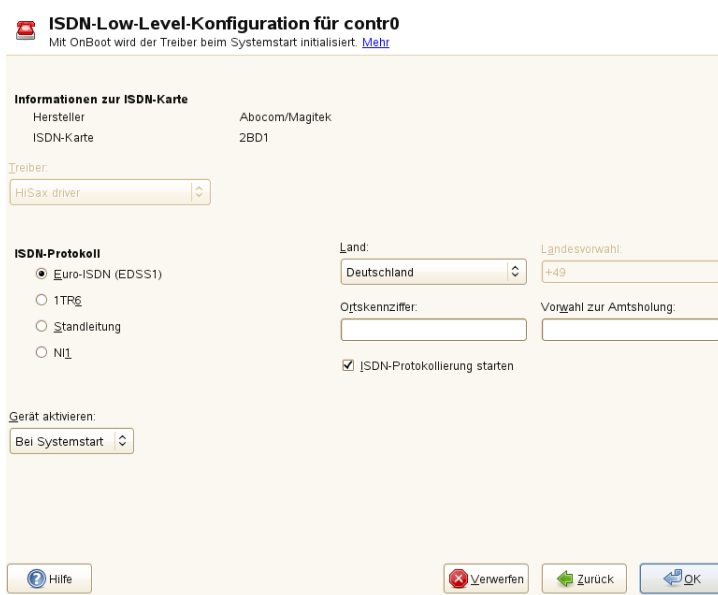 ISDN-Low-Level-Konfiguration für contr0
Mit OnBoot wird der Treiber beim Systemstart initialisiert. Mehr
Informationen zur ISDN-Karte
Hersteller Abocom/Magitek
ISDN-Karte 2BD1
Treiber:
HiSax driver
ISDN-Protokoll
Euro-ISDN (EDSS1)
1TR6
Standleitung
NI1
Land:
Landesvorwahl:
Deutschland
+49
Ortskennziffer:
Vorwahl zur Amtsholung:
ISDN-Protokollierung starten
Gerät aktivieren:
Bei Systemstart
Hilfe
Verwerfen
Zurück
OK